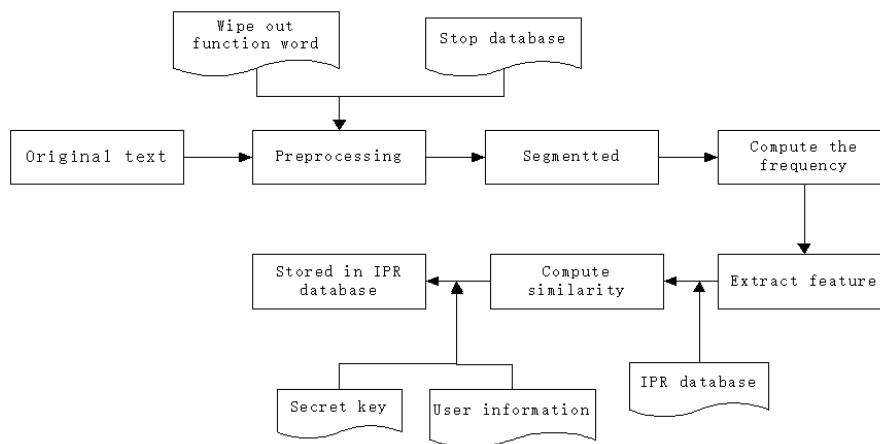 Wipe out
function word
Stop database
Original text
Preprocessing
Segmentted
Compute the
frequency
Stored in IPR
database
Compute
similarity
Extract feature
Secret key
User information
IPR database